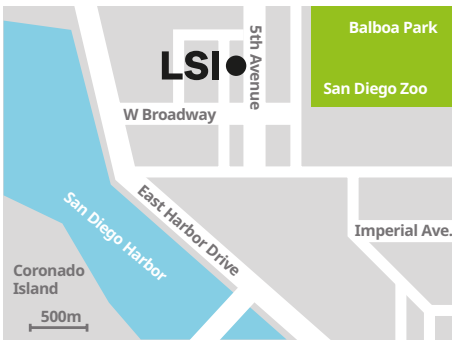 Balboa Park
5th Avenue
LSI
San Diego Zoo
W Broadway
East Harbor Drive
San Diego Harbor
Imperial Ave.
Coronado
Island
500m